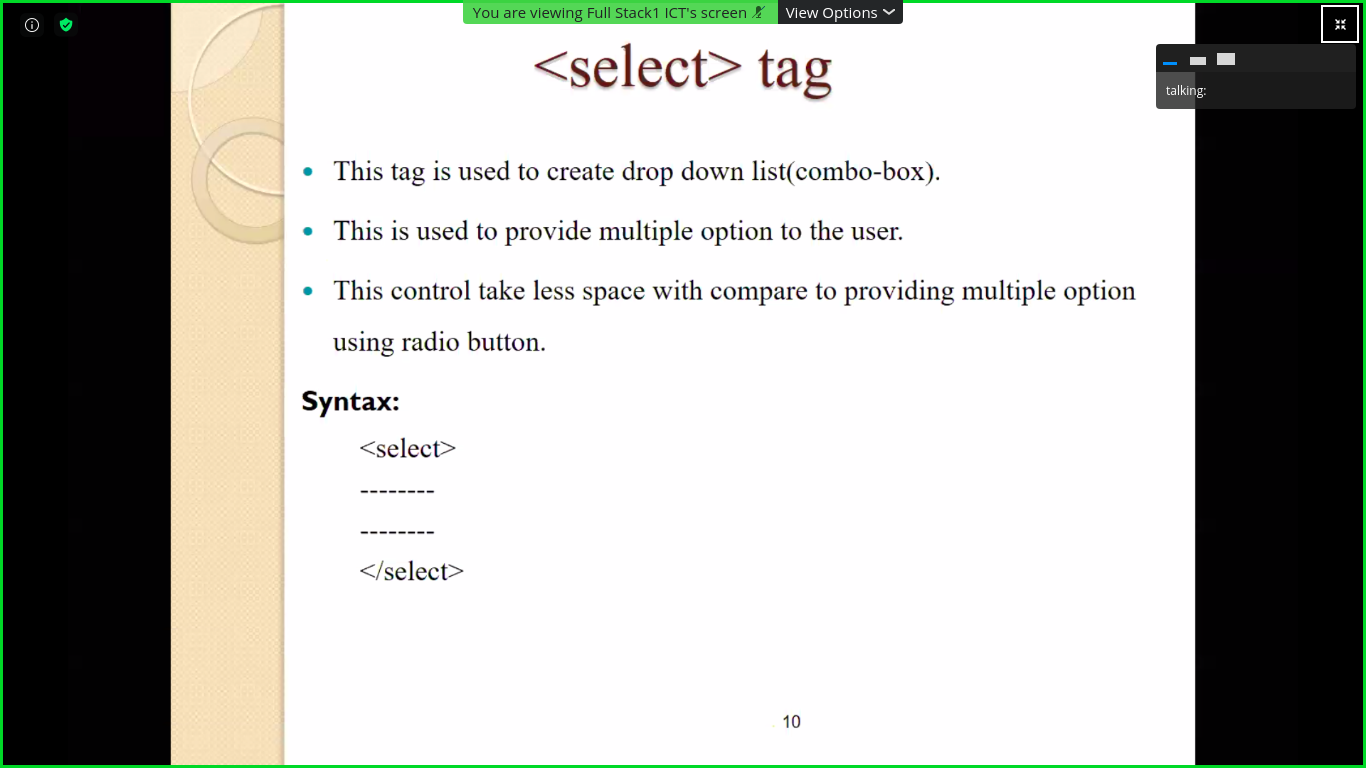 You are viewing Full Stack1 ICT's screen View Options
<select> tag
talking:
This tag is used to create drop down list(combo-box).
This is used to provide multiple option to the user.
This control take less space with compare to providing multiple option
using radio button.
Syntax:
<select>
--------
--------
</select>
10